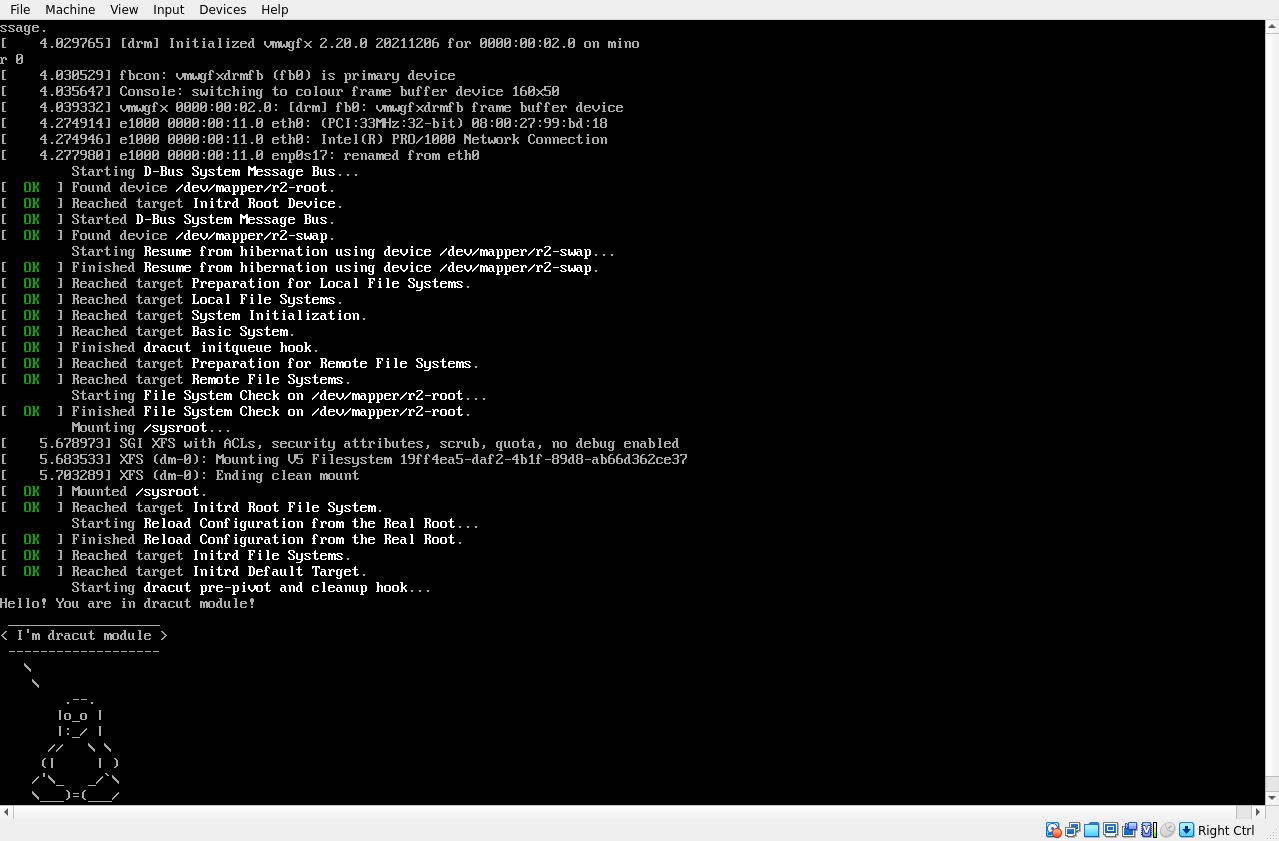 File Machine View Input Devices Help
ssage.
[    4.029765] [drm] Initialized vmwgfx 2.20.0 20211206 for 0000:00:02.0 on mino
r 0
[    4.030529] fbcon: vmwgfxdrmfb (fb0) is primary device
[    4.035647] Console: switching to colour frame buffer device 160x50
[    4.039332] vmwgfx 0000:00:02.0: [drm] fb0: vmwgfxdrmfb frame buffer device
[    4.274914] e1000 0000:00:11.0 eth0: (PCI:33MHz:32-bit) 08:00:27:99:bd:18
[    4.274946] e1000 0000:00:11.0 eth0: Intel(R) PRO/1000 Network Connection
[    4.277980] e1000 0000:00:11.0 enp0s17: renamed from eth0
         Starting D-Bus System Message Bus...
[  OK  ] Found device /dev/mapper/r2-root.
[  OK  ] Reached target Initrd Root Device.
[  OK  ] Started D-Bus System Message Bus.
[  OK  ] Found device /dev/mapper/r2-swap.
         Starting Resume from hibernation using device /dev/mapper/r2-swap...
[  OK  ] Finished Resume from hibernation using device /dev/mapper/r2-swap.
[  OK  ] Reached target Preparation for Local File Systems.
[  OK  ] Reached target Local File Systems.
[  OK  ] Reached target System Initialization.
[  OK  ] Reached target Basic System.
[  OK  ] Finished dracut initqueue hook.
[  OK  ] Reached target Preparation for Remote File Systems.
[  OK  ] Reached target Remote File Systems.
         Starting File System Check on /dev/mapper/r2-root...
[  OK  ] Finished File System Check on /dev/mapper/r2-root.
         Mounting /sysroot...
[    5.678973] SGI XFS with ACLs, security attributes, scrub, quota, no debug enabled
[    5.683533] XFS (dm-0): Mounting V5 Filesystem 19ff4ea5-daf2-4b1f-89d8-ab66d362ce37
[    5.703289] XFS (dm-0): Ending clean mount
[  OK  ] Mounted /sysroot.
[  OK  ] Reached target Initrd Root File System.
         Starting Reload Configuration from the Real Root...
[  OK  ] Finished Reload Configuration from the Real Root.
[  OK  ] Reached target Initrd File Systems.
[  OK  ] Reached target Initrd Default Target.
         Starting dracut pre-pivot and cleanup hook...
Hello! You are in dracut module!
 ___________________
< I'm dracut module >
 -------------------
   \
    \
        .--.
       |o_o |
       |:_/ |
      //   \ \
     (|     | )
    /'\_   _/`\
    \___)=(___/
Right Ctrl